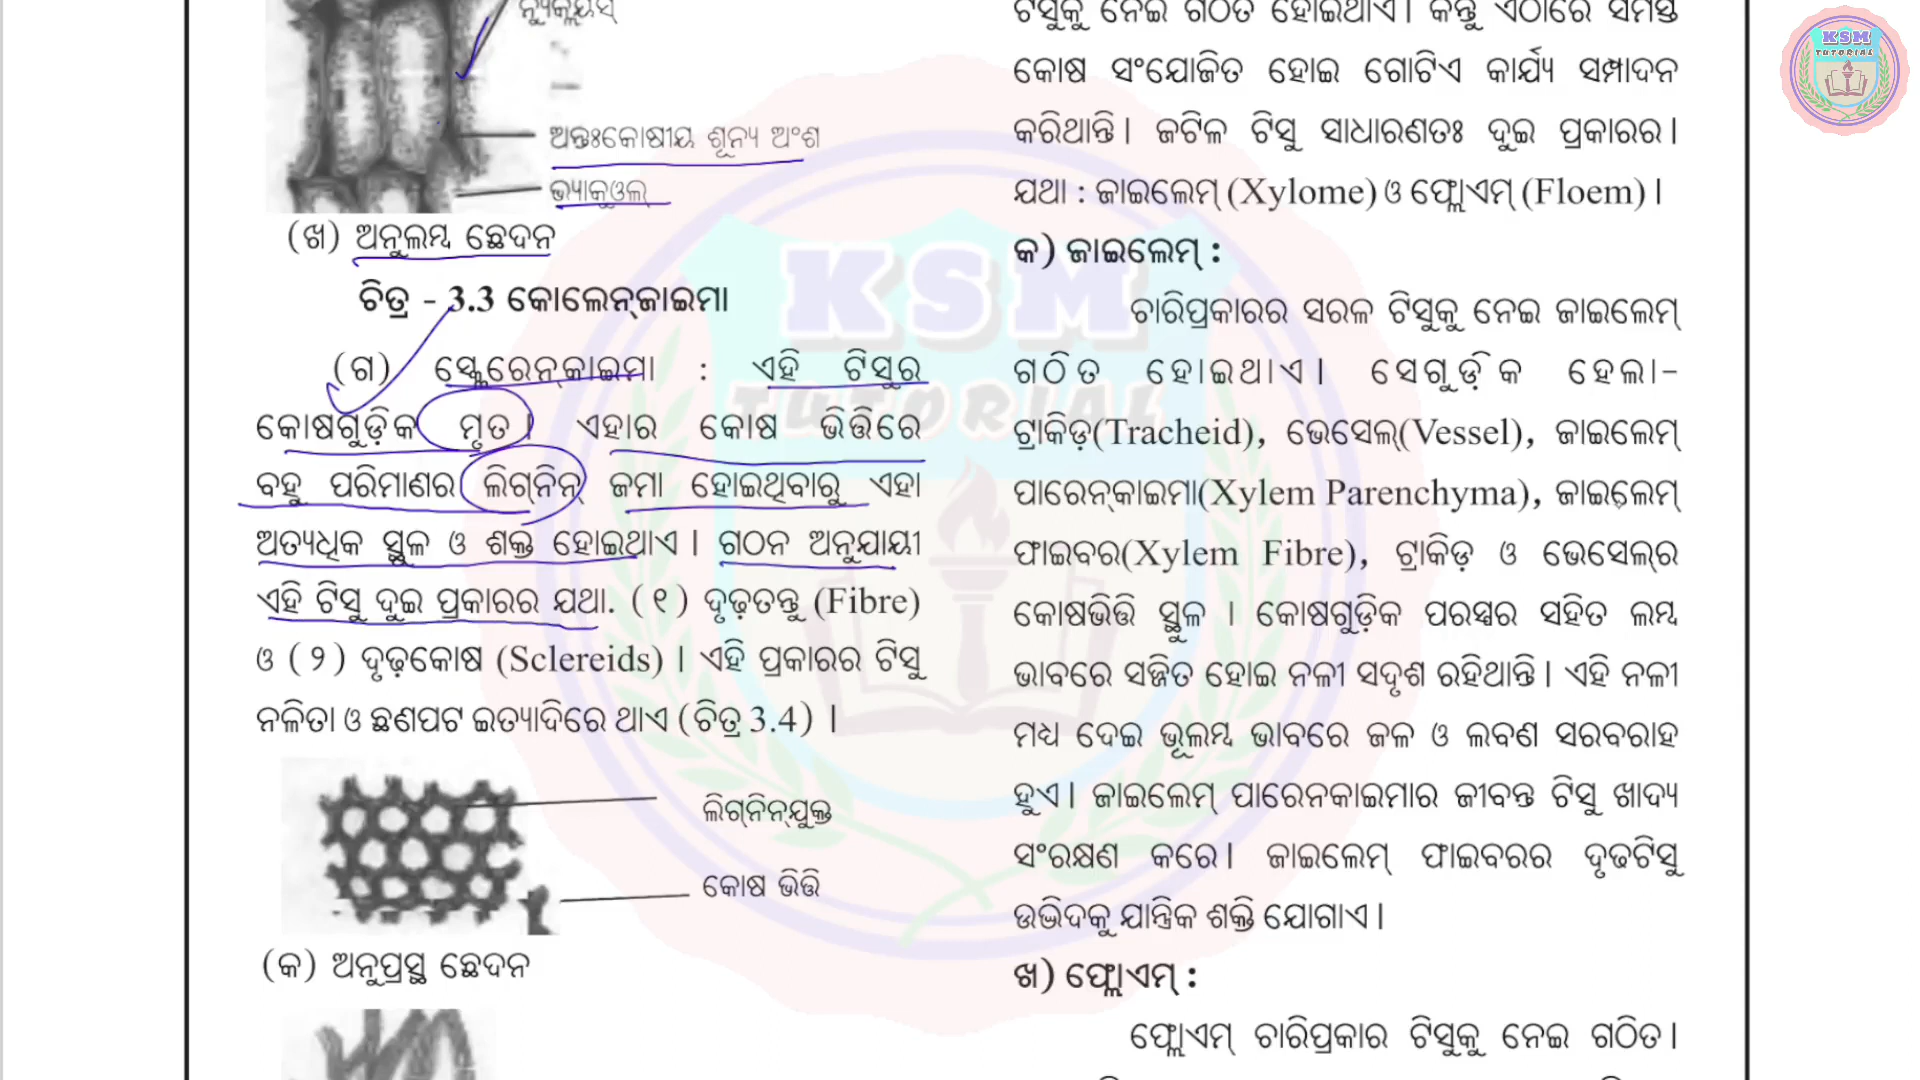 ନ୍ୟୁକ୍ଲିୟସ୍
ଅନ୍ତଃକୋଷୀୟ ଶୂନ୍ୟ ଅଂଶ
ଭ୍ୟାକୁଓଲ୍
(ଖ) ଅନୁଲମ୍ବ ଛେଦନ
ଚିତ୍ର - 3.3 କୋଲେନ୍‌କାଇମା
(ଗ) ସ୍କ୍ଲେରେନ୍‌କାଇମା : ଏହି ଟିସୁର
କୋଷଗୁଡ଼ିକ ମୃତ। ଏହାର କୋଷ ଭିତ୍ତିରେ
ବହୁ ପରିମାଣର ଲିଗ୍‌ନିନ୍ ଜମା ହୋଇଥିବାରୁ ଏହା
ଅତ୍ୟଧିକ ସ୍ଥୁଳ ଓ ଶକ୍ତ ହୋଇଥାଏ। ଗଠନ ଅନୁଯାୟୀ
ଏହି ଟିସୁ ଦୁଇ ପ୍ରକାରର ଯଥା. (୧) ଦୃଢ଼ତନ୍ତୁ (Fibre)
ଓ (୨) ଦୃଢ଼କୋଷ (Sclereids)। ଏହି ପ୍ରକାରର ଟିସୁ
ନଳିତା ଓ ଛଣପଟ ଇତ୍ୟାଦିରେ ଥାଏ (ଚିତ୍ର 3.4)।
ଲିଗ୍‌ନିନ୍‌ଯୁକ୍ତ
କୋଷ ଭିତ୍ତି
(କ) ଅନୁପ୍ରସ୍ଥ ଛେଦନ
ଟିସୁକୁ ନେଇ ଗଠିତ ହୋଇଥାଏ। କିନ୍ତୁ ଏଠାରେ ସମସ୍ତ
କୋଷ ସଂଯୋଜିତ ହୋଇ ଗୋଟିଏ କାର୍ଯ୍ୟ ସମ୍ପାଦନ
କରିଥାନ୍ତି। ଜଟିଳ ଟିସୁ ସାଧାରଣତଃ ଦୁଇ ପ୍ରକାରର।
ଯଥା : ଜାଇଲେମ୍ (Xylome) ଓ ଫ୍ଲୋଏମ୍ (Floem)।
କ) ଜାଇଲେମ୍ :
ଚାରିପ୍ରକାରର ସରଳ ଟିସୁକୁ ନେଇ ଜାଇଲେମ୍
ଗଠିତ ହୋଇଥାଏ। ସେଗୁଡ଼ିକ ହେଲା-
ଟ୍ରାକିଡ଼(Tracheid), ଭେସେଲ୍(Vessel), ଜାଇଲେମ୍
ପାରେନ୍‌କାଇମା(Xylem Parenchyma), ଜାଇଲେମ୍
ଫାଇବର(Xylem Fibre), ଟ୍ରାକିଡ଼ ଓ ଭେସେଲ୍‌ର
କୋଷଭିତ୍ତି ସ୍ଥୁଳ । କୋଷଗୁଡ଼ିକ ପରସ୍ପର ସହିତ ଲମ୍ବ
ଭାବରେ ସଜ୍ଜିତ ହୋଇ ନଳୀ ସଦୃଶ ରହିଥାନ୍ତି। ଏହି ନଳୀ
ମଧ୍ୟ ଦେଇ ଭୂଲମ୍ବ ଭାବରେ ଜଳ ଓ ଲବଣ ସରବରାହ
ହୁଏ। ଜାଇଲେମ୍ ପାରେନକାଇମାର ଜୀବନ୍ତ ଟିସୁ ଖାଦ୍ୟ
ସଂରକ୍ଷଣ କରେ। ଜାଇଲେମ୍ ଫାଇବରର ଦୃଢଟିସୁ
ଉଦ୍ଭିଦକୁ ଯାନ୍ତ୍ରିକ ଶକ୍ତି ଯୋଗାଏ।
ଖ) ଫ୍ଲୋଏମ୍ :
ଫ୍ଲୋଏମ୍ ଚାରିପ୍ରକାର ଟିସୁକୁ ନେଇ ଗଠିତ।
KSM
TUTORIAL
KSM
TUTORIAL